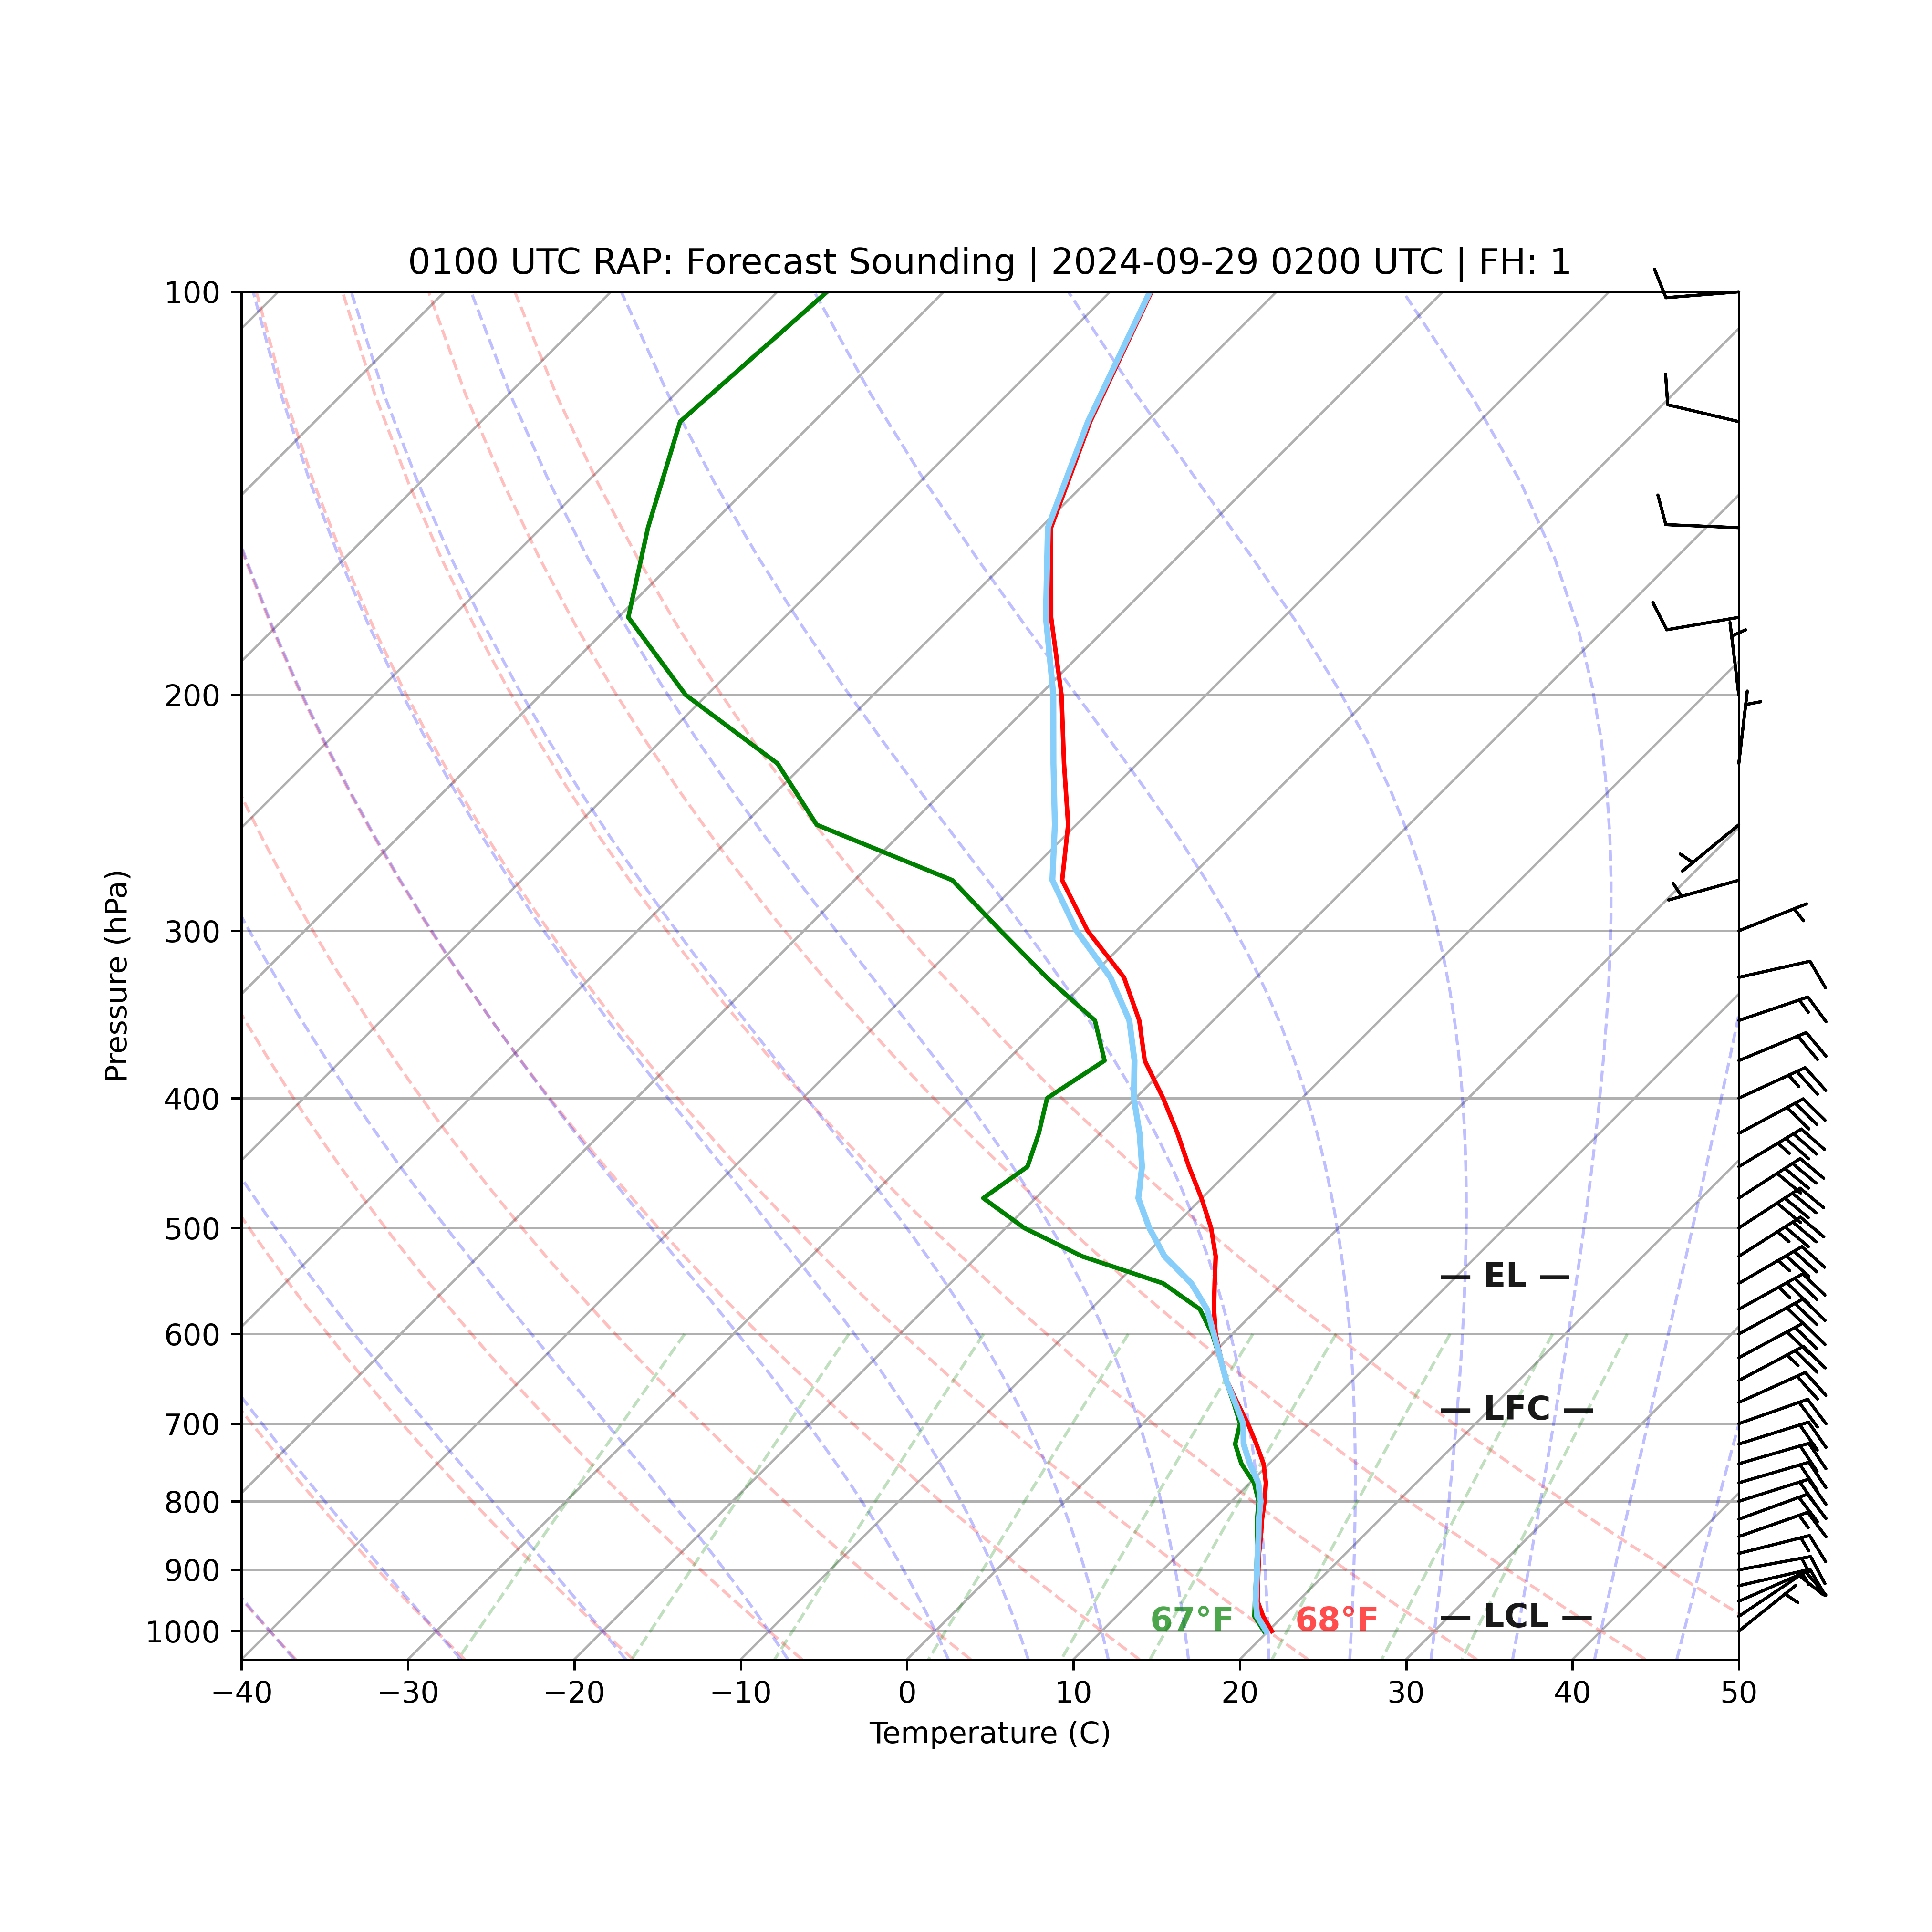 0100 UTC RAP: Forecast Sounding | 2024-09-29 0200 UTC | FH: 1
100
200
300
400
500
600
700
800
900
1000
Pressure (hPa)
— EL —
— LFC —
— LCL —
67°F 68°F
−40 −30 −20 −10 0 10 20 30 40 50
Temperature (C)